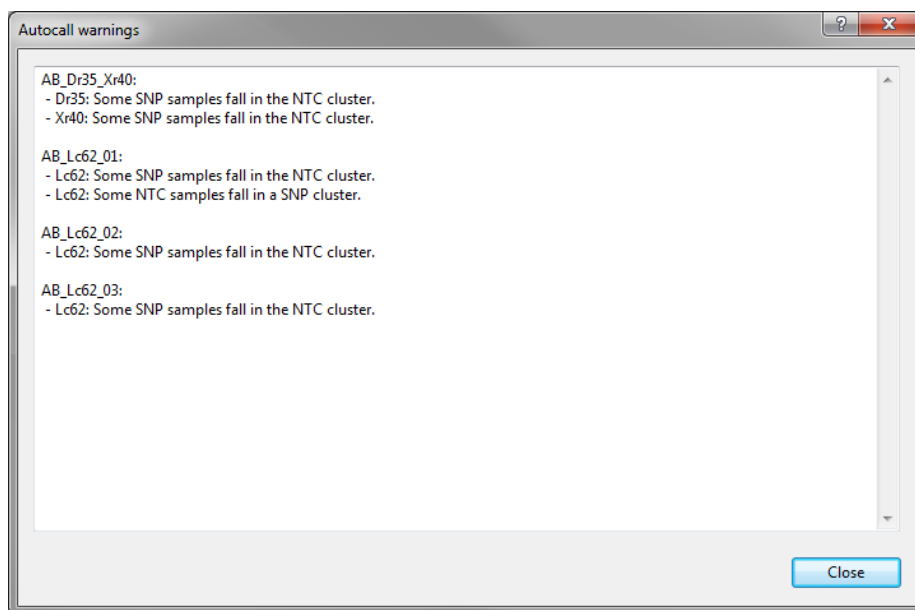 Autocall warnings
AB_Dr35_Xr40:
- Dr35: Some SNP samples fall in the NTC cluster.
- Xr40: Some SNP samples fall in the NTC cluster.
AB_Lc62_01:
- Lc62: Some SNP samples fall in the NTC cluster.
- Lc62: Some NTC samples fall in a SNP cluster.
AB_Lc62_02:
- Lc62: Some SNP samples fall in the NTC cluster.
AB_Lc62_03:
- Lc62: Some SNP samples fall in the NTC cluster.
Close